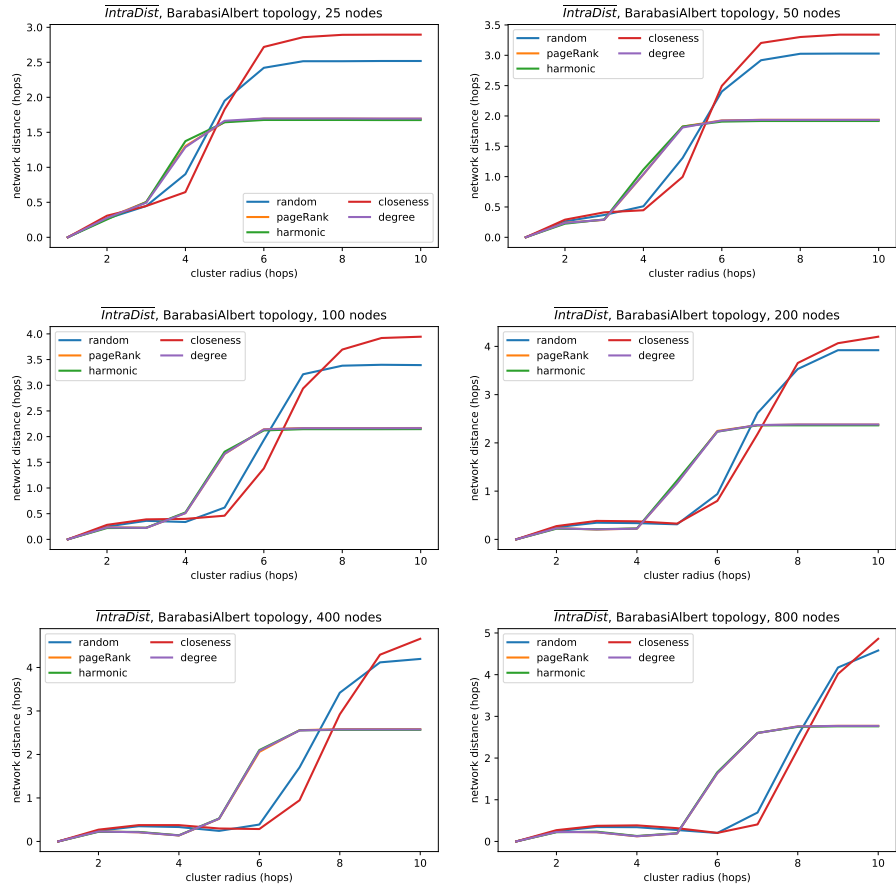 IntraDist, BarabasiAlbert topology, 25 nodes
network distance (hops)
3.0
2.5
2.0
1.5
1.0
0.5
0.0
random
pageRank
harmonic
closeness
degree
2 4 6 8 10
cluster radius (hops)
IntraDist, BarabasiAlbert topology, 50 nodes
network distance (hops)
3.5
3.0
2.5
2.0
1.5
1.0
0.5
0.0
random
pageRank
harmonic
closeness
degree
2 4 6 8 10
cluster radius (hops)
IntraDist, BarabasiAlbert topology, 100 nodes
network distance (hops)
4.0
3.5
3.0
2.5
2.0
1.5
1.0
0.5
0.0
random
pageRank
harmonic
closeness
degree
2 4 6 8 10
cluster radius (hops)
IntraDist, BarabasiAlbert topology, 200 nodes
network distance (hops)
4
3
2
1
0
random
pageRank
harmonic
closeness
degree
2 4 6 8 10
cluster radius (hops)
IntraDist, BarabasiAlbert topology, 400 nodes
network distance (hops)
4
3
2
1
0
random
pageRank
harmonic
closeness
degree
2 4 6 8 10
cluster radius (hops)
IntraDist, BarabasiAlbert topology, 800 nodes
network distance (hops)
5
4
3
2
1
0
random
pageRank
harmonic
closeness
degree
2 4 6 8 10
cluster radius (hops)